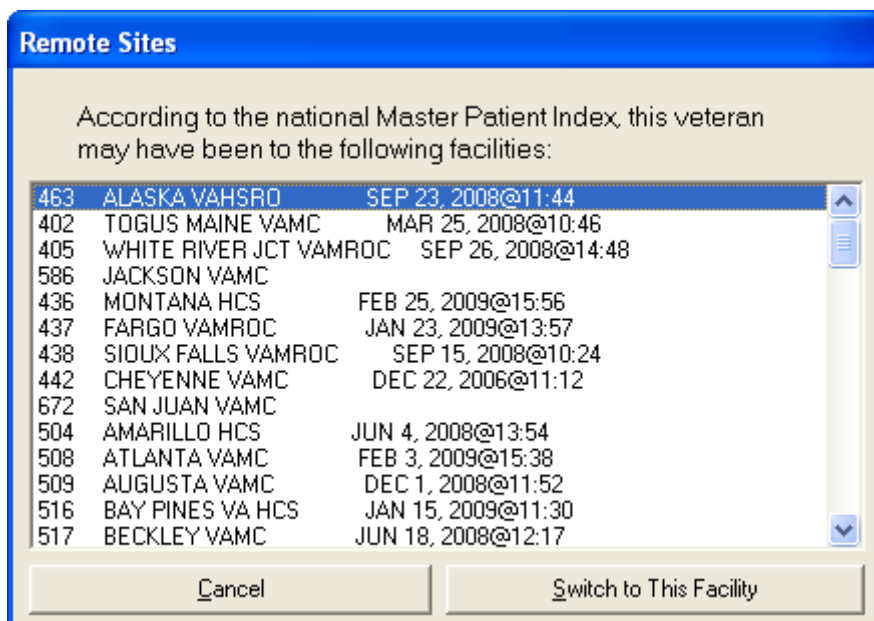 Remote Sites
According to the national Master Patient Index, this veteran
may have been to the following facilities:
463 ALASKA VAHSRO SEP 23, 2008@11:44
402 TOGUS MAINE VAMC MAR 25, 2008@10:46
405 WHITE RIVER JCT VAMROC SEP 26, 2008@14:48
586 JACKSON VAMC
436 MONTANA HCS FEB 25, 2009@15:56
437 FARGO VAMROC JAN 23, 2009@13:57
438 SIOUX FALLS VAMROC SEP 15, 2008@10:24
442 CHEYENNE VAMC DEC 22, 2006@11:12
672 SAN JUAN VAMC
504 AMARILLO HCS JUN 4, 2008@13:54
508 ATLANTA VAMC FEB 3, 2009@15:38
509 AUGUSTA VAMC DEC 1, 2008@11:52
516 BAY PINES VA HCS JAN 15, 2009@11:30
517 BECKLEY VAMC JUN 18, 2008@12:17
Cancel Switch to This Facility